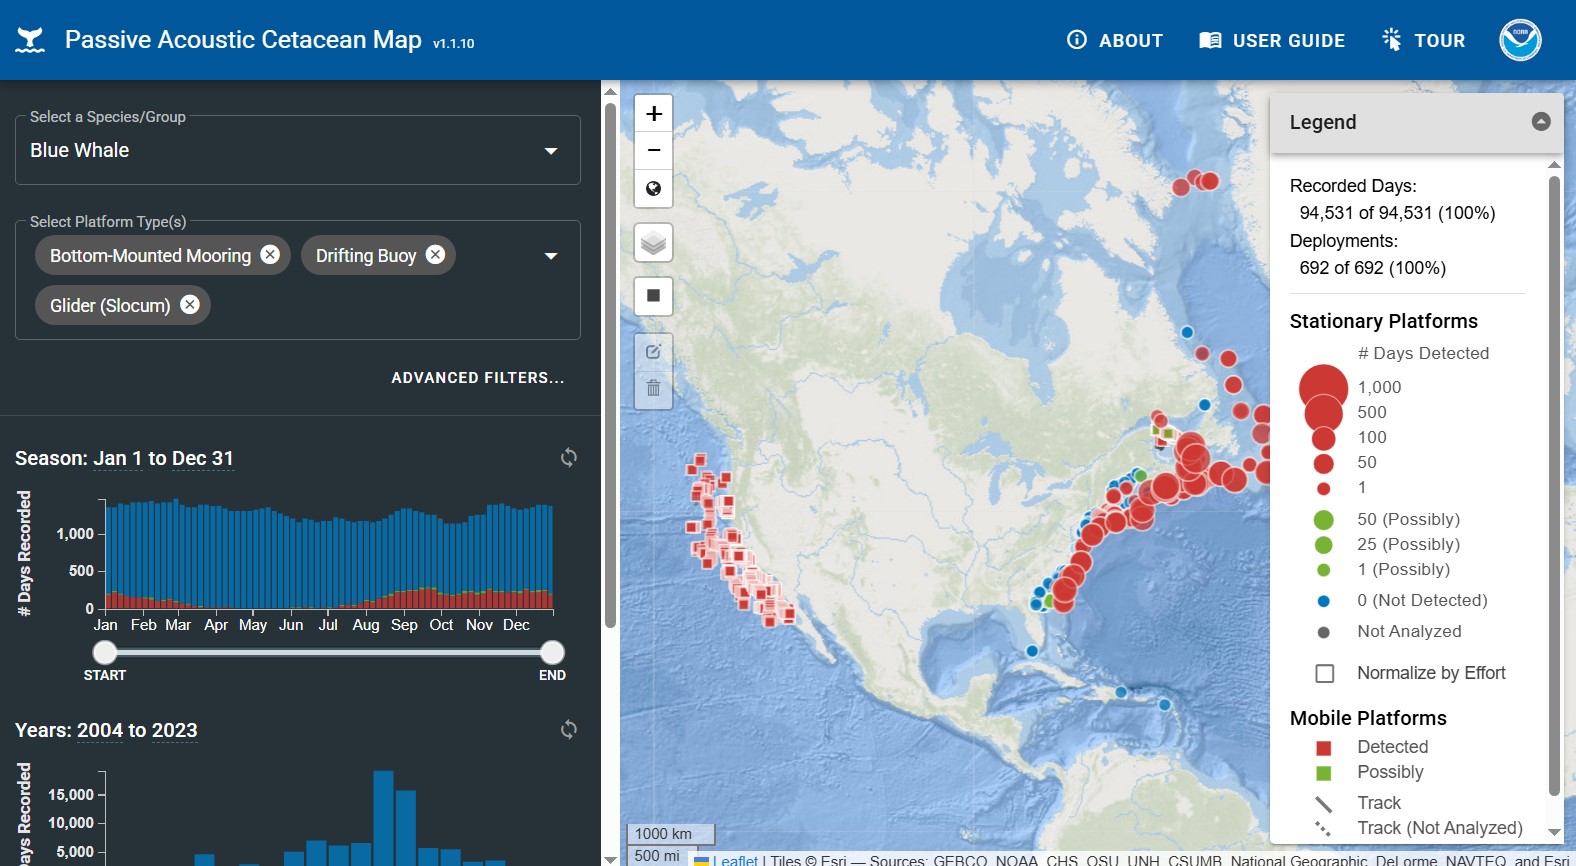 Passive Acoustic Cetacean Map v1.1.10
ABOUT
USER GUIDE
TOUR
NOAA
Select a Species/Group
Blue Whale
Select Platform Type(s)
Bottom-Mounted Mooring
Drifting Buoy
Glider (Slocum)
ADVANCED FILTERS...
Season: Jan 1 to Dec 31
# Days Recorded
1,000
500
0
Jan Feb Mar Apr May Jun Jul Aug Sep Oct Nov Dec
START
END
Years: 2004 to 2023
ays Recorded
15,000
10,000
5,000
+
−
1000 km
500 mi
Leaflet | Tiles © Esri — Sources: GEBCO, NOAA, CHS, OSU, UNH, CSUMB, National Geographic, DeLorme, NAVTEQ, and Esri
Legend
Recorded Days:
94,531 of 94,531 (100%)
Deployments:
692 of 692 (100%)
Stationary Platforms
# Days Detected
1,000
500
100
50
1
50 (Possibly)
25 (Possibly)
1 (Possibly)
0 (Not Detected)
Not Analyzed
Normalize by Effort
Mobile Platforms
Detected
Possibly
Track
Track (Not Analyzed)